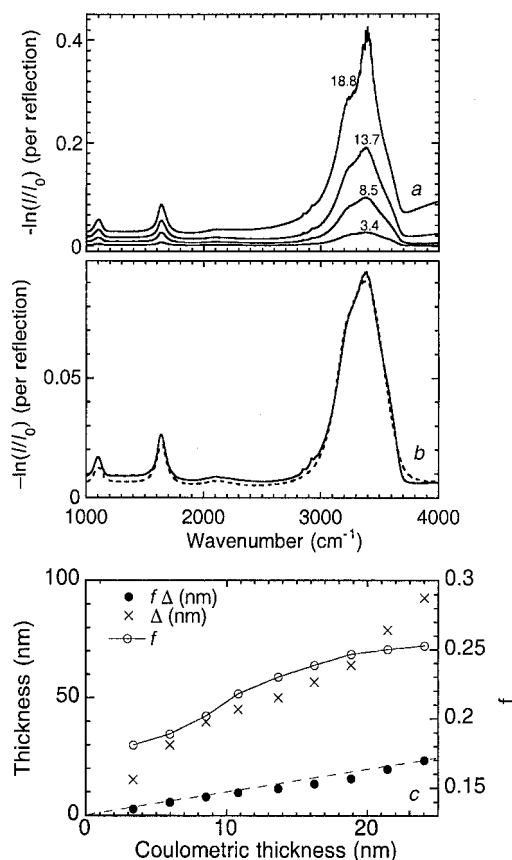 0.4
0.2
0
-ln(I/I0) (per reflection)
18.8
13.7
8.5
3.4
a
0.05
0
–ln(I/I0) (per reflection)
b
1000
2000
3000
4000
Wavenumber (cm-1)
100
50
0
Thickness (nm)
f Δ (nm)
Δ (nm)
f
0.3
0.25
0.2
0.15
f
c
0
10
20
Coulometric thickness (nm)